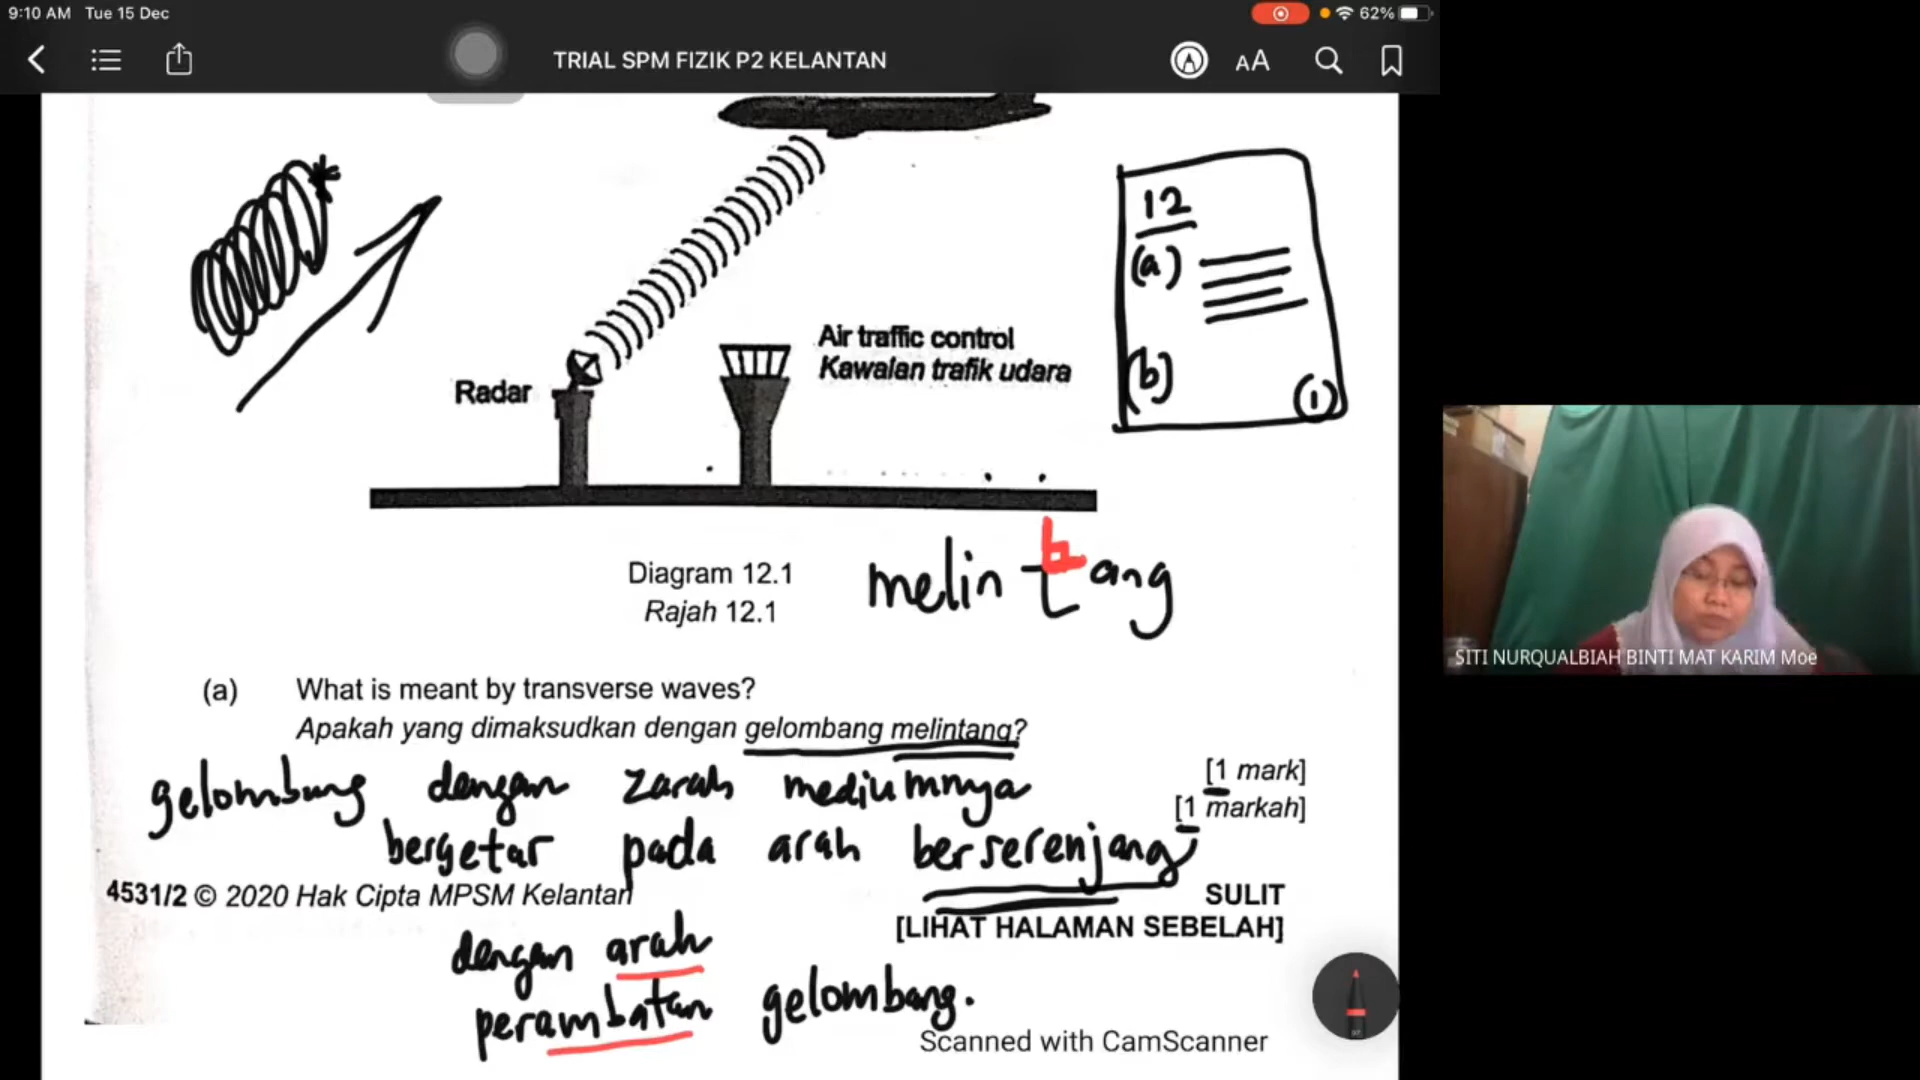 9:10 AM Tue 15 Dec
62%
TRIAL SPM FIZIK P2 KELANTAN
AA
12
(a)
(b)
(1)
Air traffic control
Kawalan trafik udara
Radar
Diagram 12.1
Rajah 12.1
melintang
(a) What is meant by transverse waves?
Apakah yang dimaksudkan dengan gelombang melintang?
[1 mark]
[1 markah]
gelombang dengan zarah mediumnya
bergetar pada arah berserenjang
4531/2 © 2020 Hak Cipta MPSM Kelantan
SULIT
[LIHAT HALAMAN SEBELAH]
dengan arah
perambatan gelombang.
Scanned with CamScanner
SITI NURQUALBIAH BINTI MAT KARIM Moe